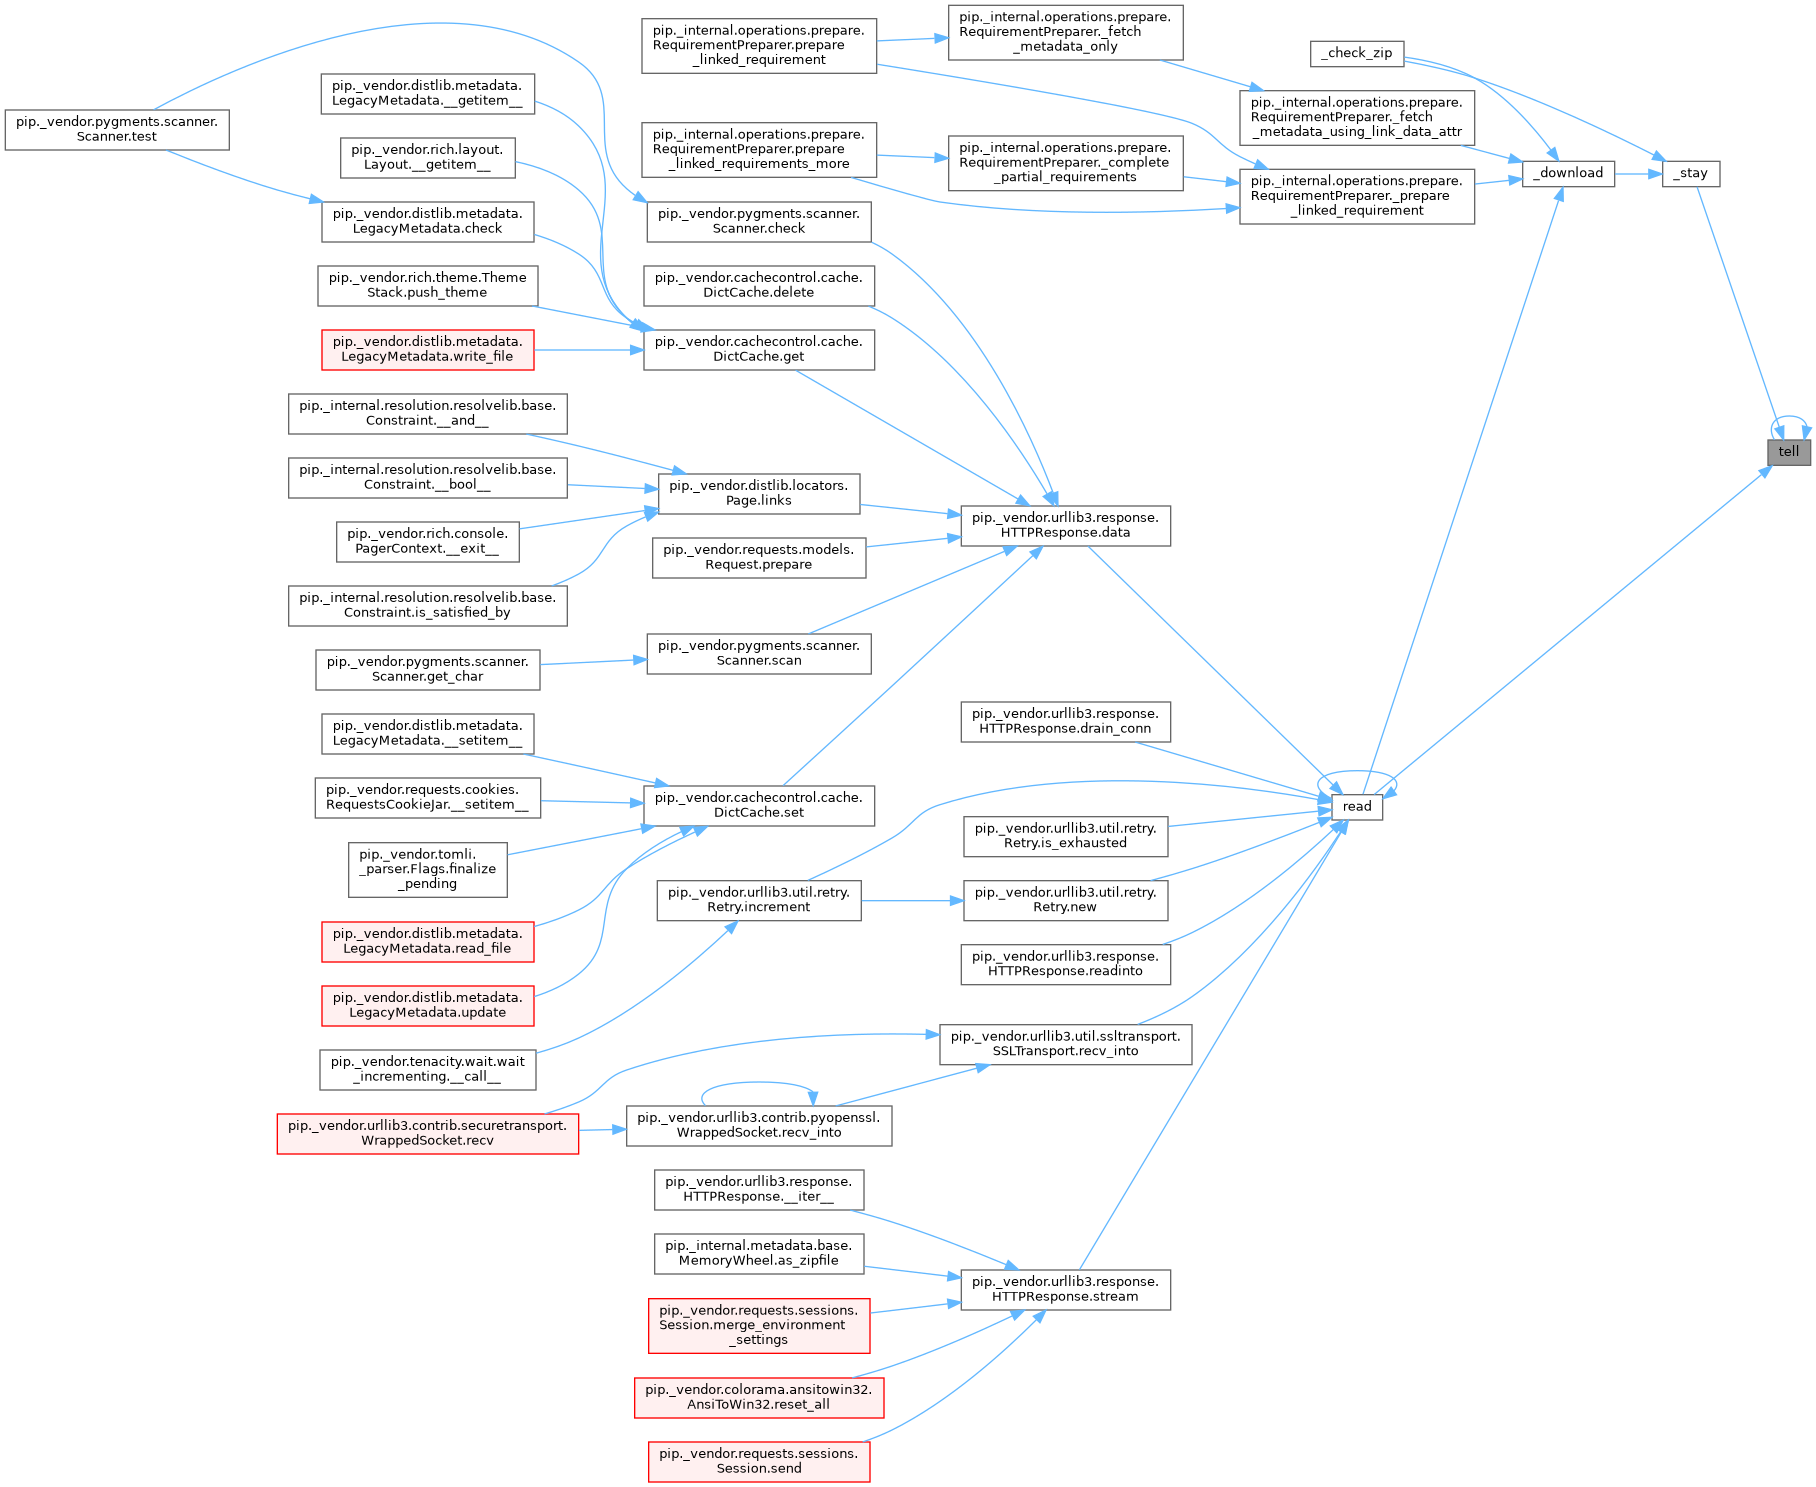 pip._vendor.pygments.scanner.
Scanner.test
pip._vendor.distlib.metadata.
LegacyMetadata.__getitem__
pip._vendor.rich.layout.
Layout.__getitem__
pip._vendor.distlib.metadata.
LegacyMetadata.check
pip._vendor.rich.theme.Theme
Stack.push_theme
pip._vendor.distlib.metadata.
LegacyMetadata.write_file
pip._internal.resolution.resolvelib.base.
Constraint.__and__
pip._internal.resolution.resolvelib.base.
Constraint.__bool__
pip._vendor.rich.console.
PagerContext.__exit__
pip._internal.resolution.resolvelib.base.
Constraint.is_satisfied_by
pip._vendor.pygments.scanner.
Scanner.get_char
pip._vendor.distlib.metadata.
LegacyMetadata.__setitem__
pip._vendor.requests.cookies.
RequestsCookieJar.__setitem__
pip._vendor.tomli.
_parser.Flags.finalize
_pending
pip._vendor.distlib.metadata.
LegacyMetadata.read_file
pip._vendor.distlib.metadata.
LegacyMetadata.update
pip._vendor.tenacity.wait.wait
_incrementing.__call__
pip._vendor.urllib3.contrib.securetransport.
WrappedSocket.recv
pip._internal.operations.prepare.
RequirementPreparer.prepare
_linked_requirement
pip._internal.operations.prepare.
RequirementPreparer.prepare
_linked_requirements_more
pip._vendor.pygments.scanner.
Scanner.check
pip._vendor.cachecontrol.cache.
DictCache.delete
pip._vendor.cachecontrol.cache.
DictCache.get
pip._vendor.distlib.locators.
Page.links
pip._vendor.requests.models.
Request.prepare
pip._vendor.pygments.scanner.
Scanner.scan
pip._vendor.cachecontrol.cache.
DictCache.set
pip._vendor.urllib3.util.retry.
Retry.increment
pip._vendor.urllib3.contrib.pyopenssl.
WrappedSocket.recv_into
pip._vendor.urllib3.response.
HTTPResponse.__iter__
pip._internal.metadata.base.
MemoryWheel.as_zipfile
pip._vendor.requests.sessions.
Session.merge_environment
_settings
pip._vendor.colorama.ansitowin32.
AnsiToWin32.reset_all
pip._vendor.requests.sessions.
Session.send
pip._internal.operations.prepare.
RequirementPreparer._fetch
_metadata_only
pip._internal.operations.prepare.
RequirementPreparer._complete
_partial_requirements
pip._vendor.urllib3.response.
HTTPResponse.data
pip._vendor.urllib3.response.
HTTPResponse.drain_conn
pip._vendor.urllib3.util.retry.
Retry.is_exhausted
pip._vendor.urllib3.util.retry.
Retry.new
pip._vendor.urllib3.response.
HTTPResponse.readinto
pip._vendor.urllib3.util.ssltransport.
SSLTransport.recv_into
pip._vendor.urllib3.response.
HTTPResponse.stream
_check_zip
pip._internal.operations.prepare.
RequirementPreparer._fetch
_metadata_using_link_data_attr
pip._internal.operations.prepare.
RequirementPreparer._prepare
_linked_requirement
read
_download
_stay
tell